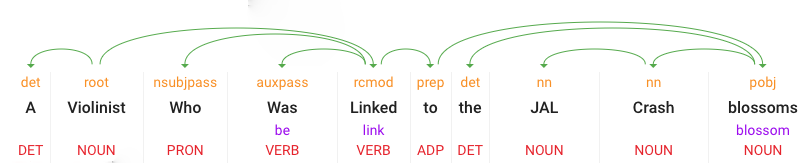 det root nsubjpass auxpass rcmod prep det nn nn pobj
A Violinist Who Was Linked to the JAL Crash blossoms
be link blossom
DET NOUN PRON VERB VERB ADP DET NOUN NOUN NOUN